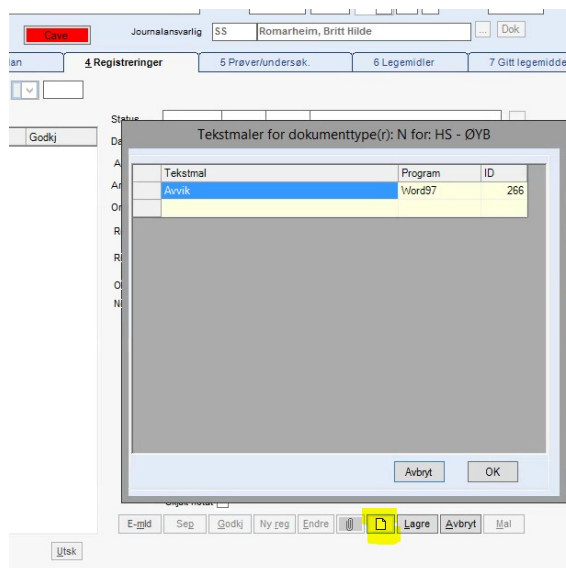 Cave Journalansvarlig SS Romarheim, Britt Hilde ... Dok
an 4 Registreringer 5 Prøver/undersøk. 6 Legemidler 7 Gitt legemidde
Status
Godkj
Tekstmaler for dokumenttype(r): N for: HS - ØYB
Tekstmal Program ID
Avvik Word97 266
Avbryt OK
E-mld Sep Godkj Ny reg Endre Lagre Avbryt Mal
Utsk